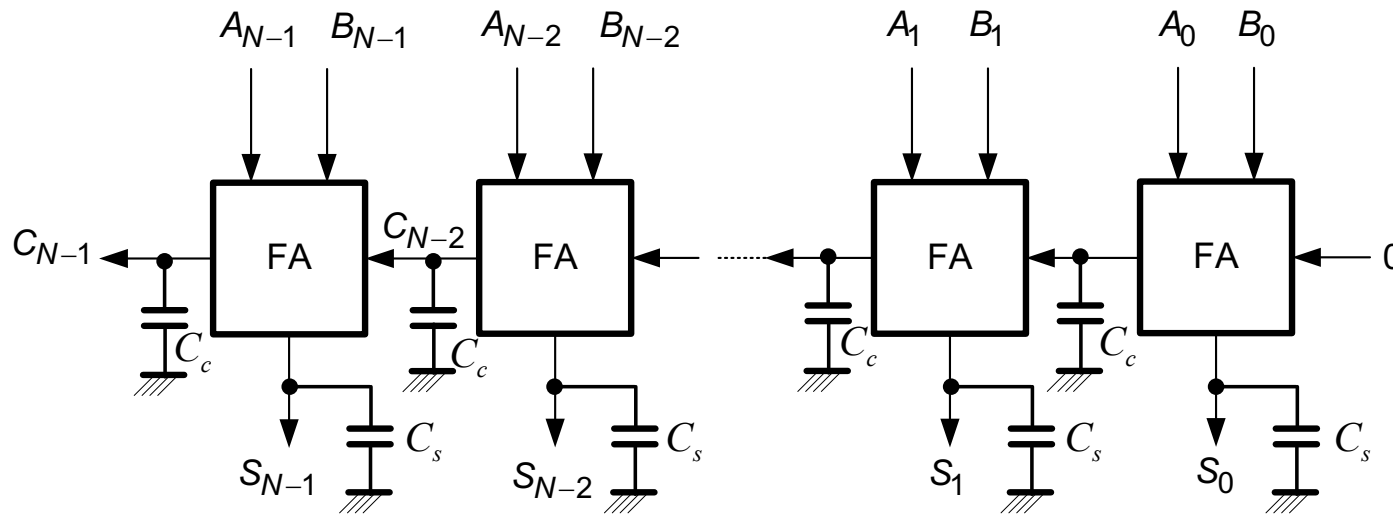 A_{N−1} B_{N−1} A_{N−2} B_{N−2} A_1 B_1 A_0 B_0
C_{N−1} FA C_{N−2} FA FA FA 0
C_c C_c C_c C_c
C_s C_s C_s C_s
S_{N−1} S_{N−2} S_1 S_0